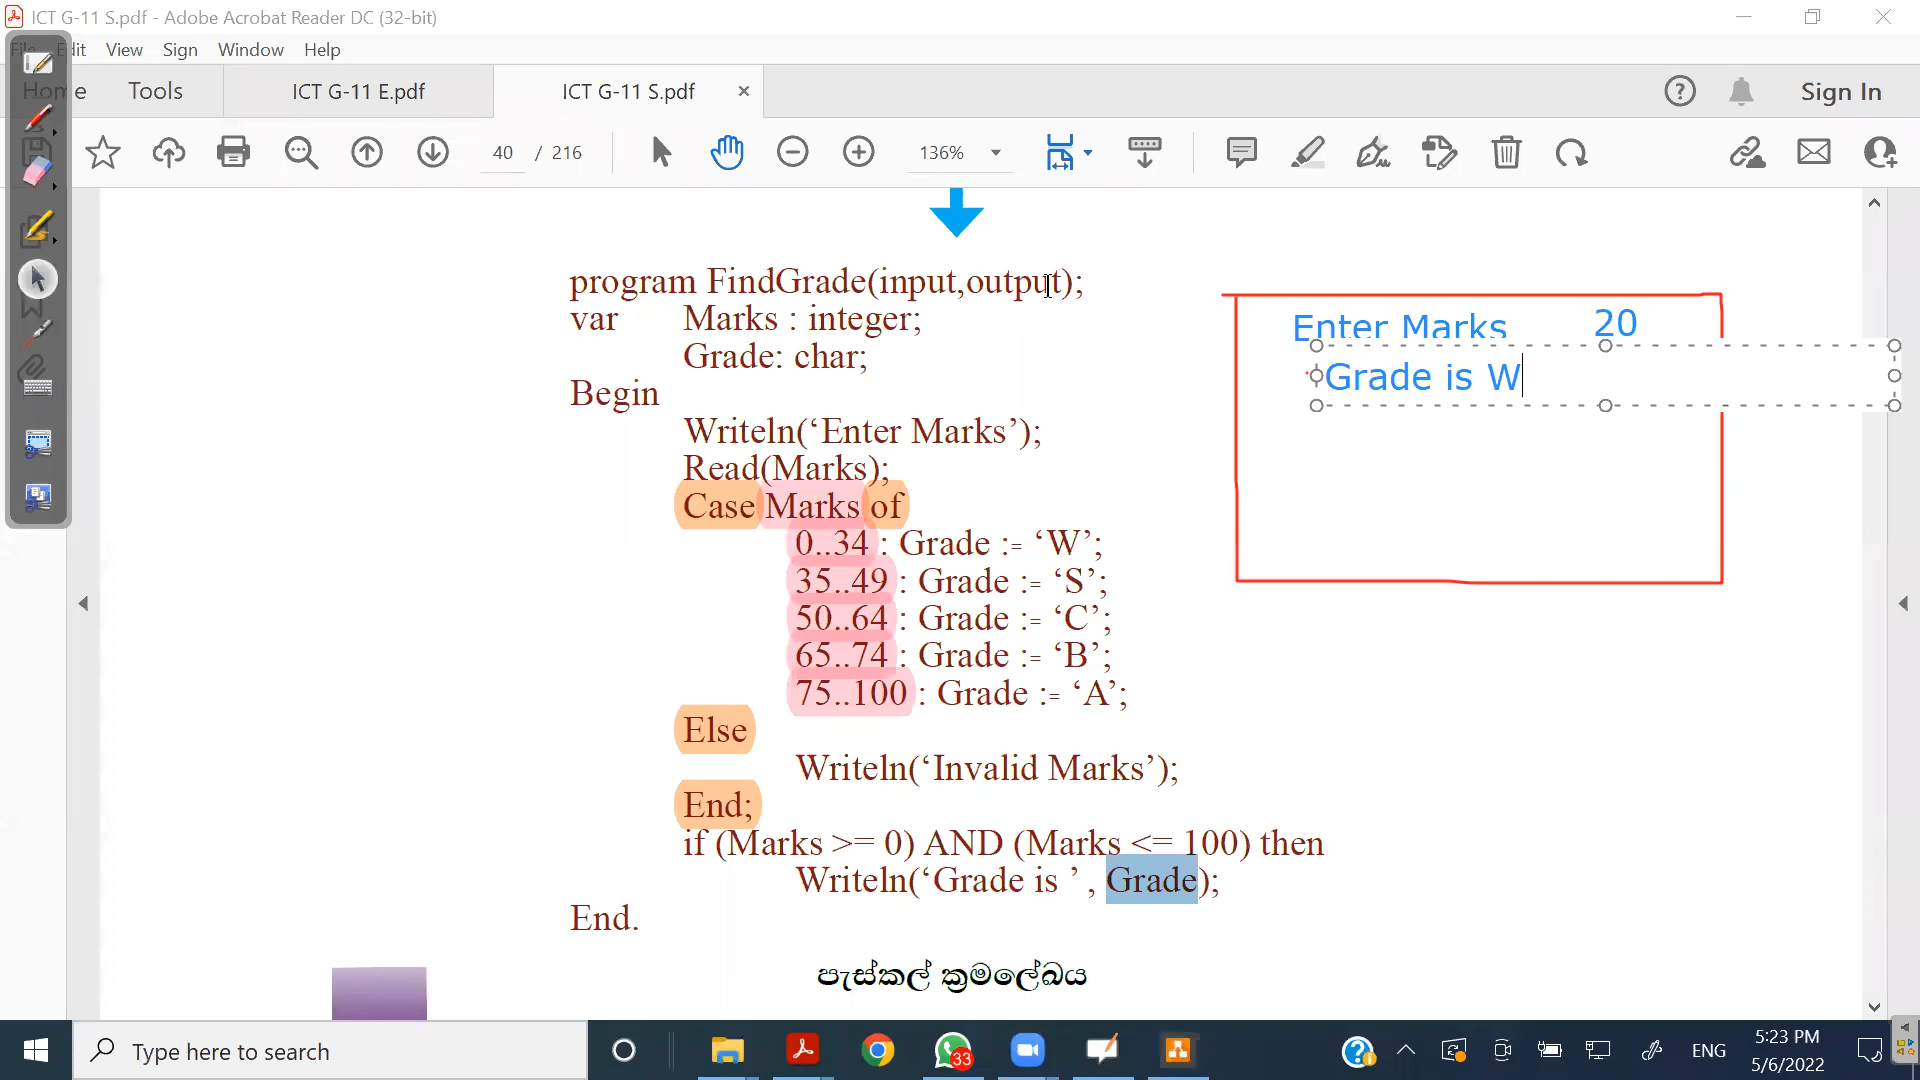 ICT G-11 S.pdf - Adobe Acrobat Reader DC (32-bit)
File Edit View Sign Window Help
Home Tools ICT G-11 E.pdf ICT G-11 S.pdf × Sign In
40 / 216 136%
program FindGrade(input,output);
var Marks : integer;
Grade: char;
Begin
Writeln(‘Enter Marks’);
Read(Marks);
Case Marks of
0..34 : Grade := ‘W’;
35..49 : Grade := ‘S’;
50..64 : Grade := ‘C’;
65..74 : Grade := ‘B’;
75..100 : Grade := ‘A’;
Else
Writeln(‘Invalid Marks’);
End;
if (Marks >= 0) AND (Marks <= 100) then
Writeln(‘Grade is ’ , Grade);
End.
පැස්කල් ක්‍රමලේඛය
Enter Marks 20
Grade is W
Type here to search
33
ENG
5:23 PM
5/6/2022